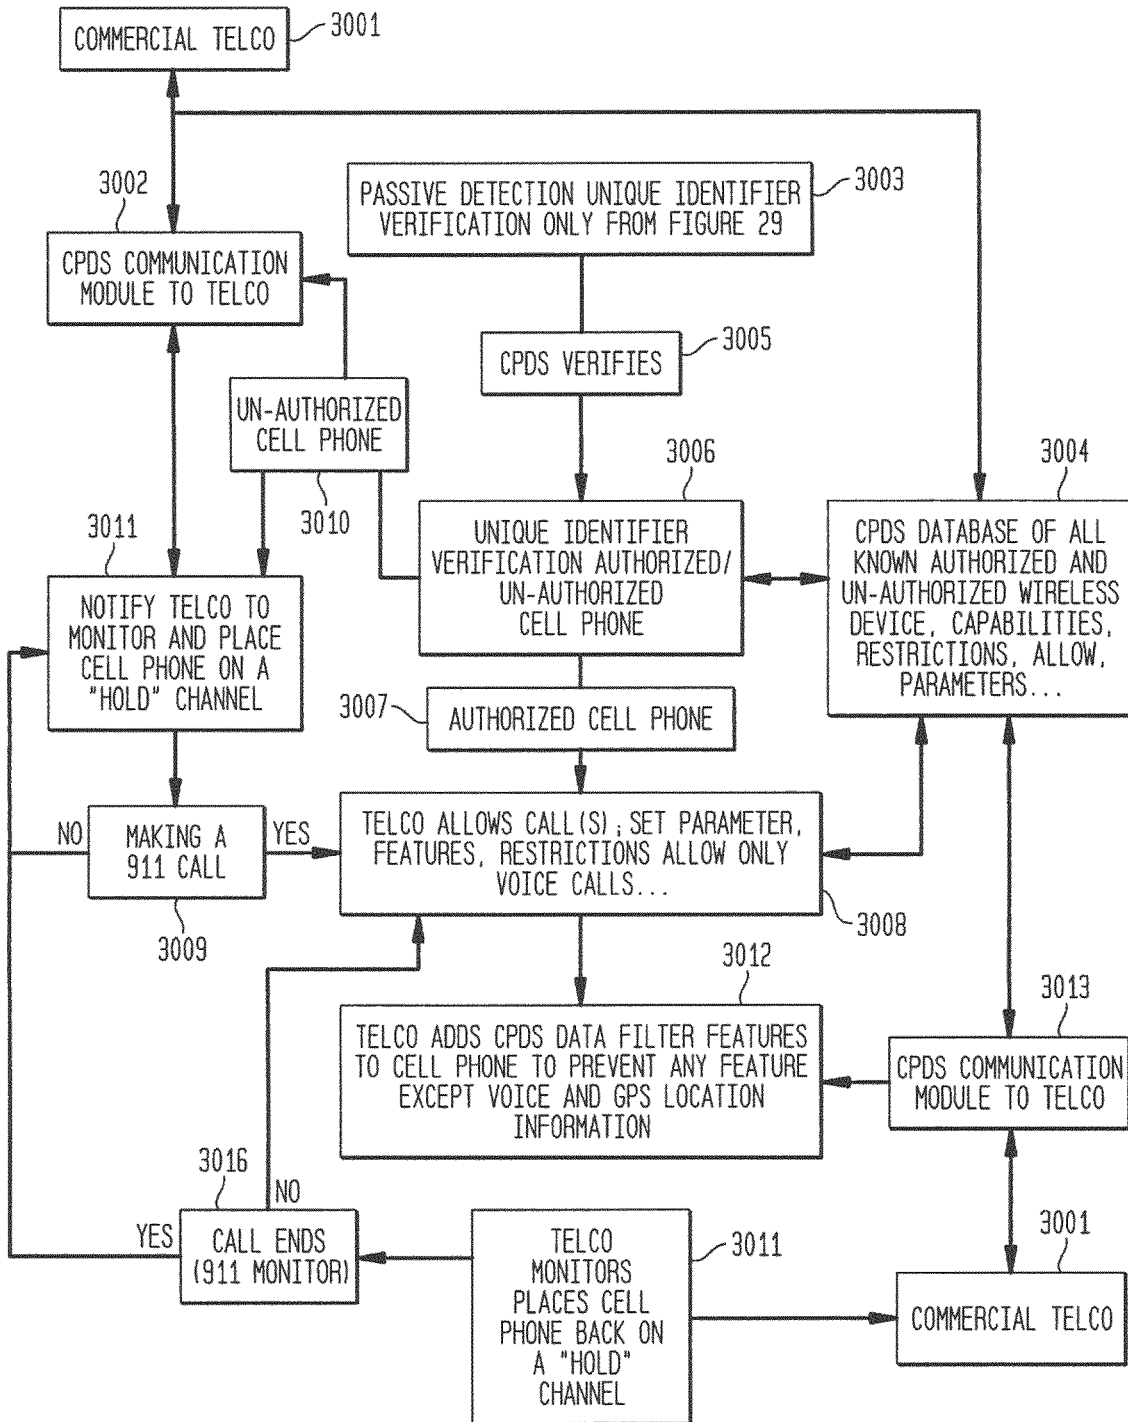 COMMERCIAL TELCO
3001
3002
CPDS COMMUNICATION
MODULE TO TELCO
PASSIVE DETECTION UNIQUE IDENTIFIER
VERIFICATION ONLY FROM FIGURE 29
3003
CPDS VERIFIES
3005
UN-AUTHORIZED
CELL PHONE
3010
3006
UNIQUE IDENTIFIER
VERIFICATION AUTHORIZED/
UN-AUTHORIZED
CELL PHONE
3004
CPDS DATABASE OF ALL
KNOWN AUTHORIZED AND
UN-AUTHORIZED WIRELESS
DEVICE, CAPABILITIES,
RESTRICTIONS, ALLOW,
PARAMETERS...
3011
NOTIFY TELCO TO
MONITOR AND PLACE
CELL PHONE ON A
"HOLD" CHANNEL
3007
AUTHORIZED CELL PHONE
NO
MAKING A
911 CALL
YES
3009
TELCO ALLOWS CALL(S); SET PARAMETER,
FEATURES, RESTRICTIONS ALLOW ONLY
VOICE CALLS...
3008
3012
TELCO ADDS CPDS DATA FILTER FEATURES
TO CELL PHONE TO PREVENT ANY FEATURE
EXCEPT VOICE AND GPS LOCATION
INFORMATION
3013
CPDS COMMUNICATION
MODULE TO TELCO
3016
NO
YES
CALL ENDS
(911 MONITOR)
TELCO
MONITORS
PLACES CELL
PHONE BACK ON
A "HOLD"
CHANNEL
3011
3001
COMMERCIAL TELCO